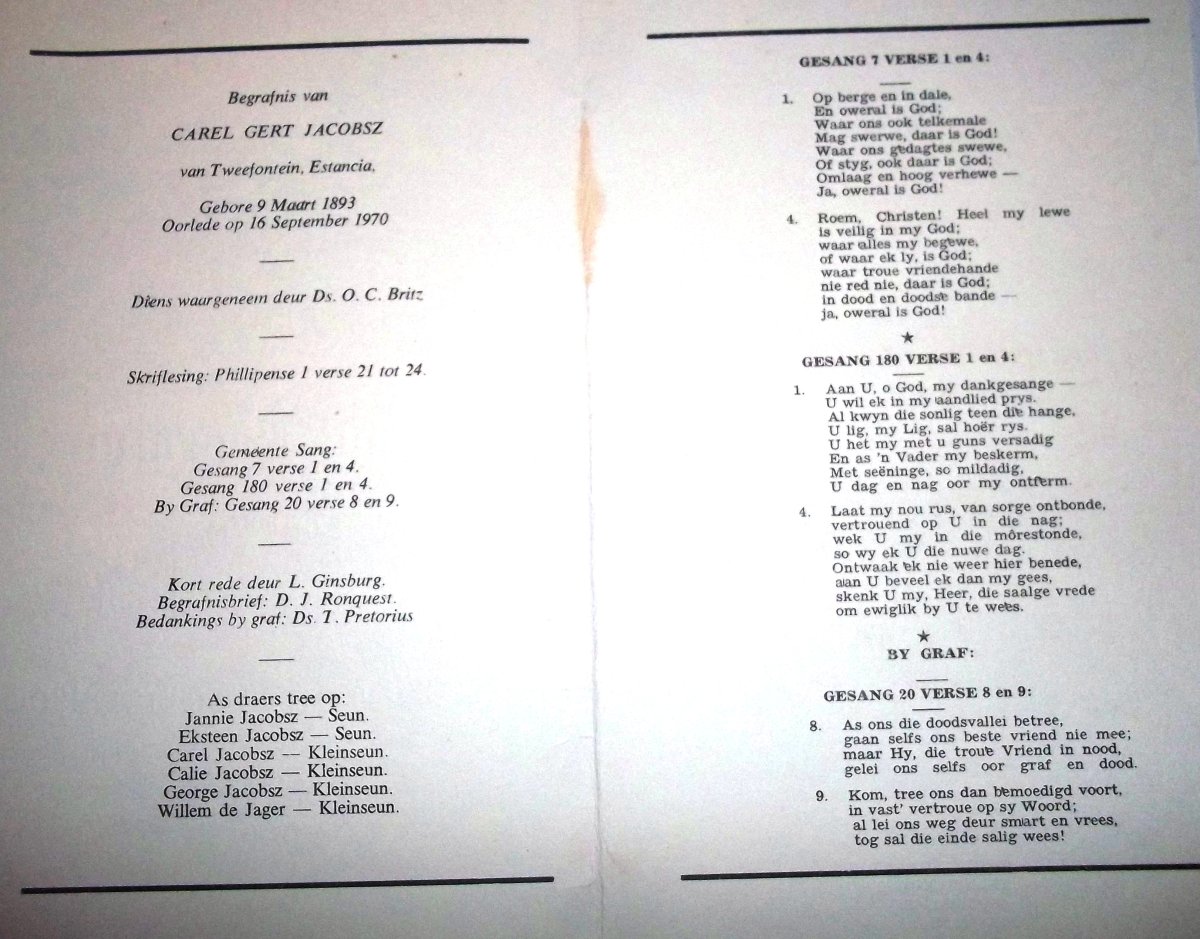 Begrafnis van
CAREL GERT JACOBSZ
van Tweefontein, Estancia,
Gebore 9 Maart 1893
Oorlede op 16 September 1970
Diens waargeneem deur Ds. O. C. Britz
Skriflesing: Phillipense 1 verse 21 tot 24.
Gemeente Sang:
Gesang 7 verse 1 en 4.
Gesang 180 verse 1 en 4.
By Graf: Gesang 20 verse 8 en 9.
Kort rede deur L. Ginsburg.
Begrafnisbrief: D. J. Ronquest.
Bedankings by graf: Ds. Pretorius
As draers tree op:
Jannie Jacobsz — Seun.
Eksteen Jacobsz — Seun.
Carel Jacobsz — Kleinseun.
Calie Jacobsz — Kleinseun.
George Jacobsz — Kleinseun.
Willem de Jager — Kleinseun.
GESANG 7 VERSE 1 en 4:
1. Op berge en in dale,
En oweral is God;
Waar ons ook telkemale
Mag swerwe, daar is God!
Waar ons gedagtes swewe,
Of styg, ook daar is God;
Omlaag en hoog verhewe —
Ja, oweral is God!
4. Roem, Christen! Heel my lewe
is veilig in my God;
waar alles my begewe,
of waar ek ly, is God;
waar troue vriendehande
nie red nie, daar is God;
in dood en doodse bande —
ja, oweral is God!
★
GESANG 180 VERSE 1 en 4:
1. Aan U, o God, my dankgesange —
U wil ek in my aandlied prys.
Al kwyn die sonlig teen die hange,
U lig, my Lig, sal hoër rys.
U het my met u guns versadig
En as 'n Vader my beskerm,
Met seëninge, so mildadig,
U dag en nag oor my ontferm.
4. Laat my nou rus, van sorge ontbonde,
vertrouend op U in die nag;
wek U my in die môrestonde,
so wy ek U die nuwe dag.
Ontwaak ek nie weer hier benede,
aan U beveel ek dan my gees,
skenk U my, Heer, die saalge vrede
om ewiglik by U te wees.
★
BY GRAF:
GESANG 20 VERSE 8 en 9:
8. As ons die doodsvallei betree,
gaan selfs ons beste vriend nie mee;
maar Hy, die troue Vriend in nood,
gelei ons selfs oor graf en dood.
9. Kom, tree ons dan bemoedigd voort,
in vast' vertroue op sy Woord;
al lei ons weg deur smart en vrees,
tog sal die einde salig wees!